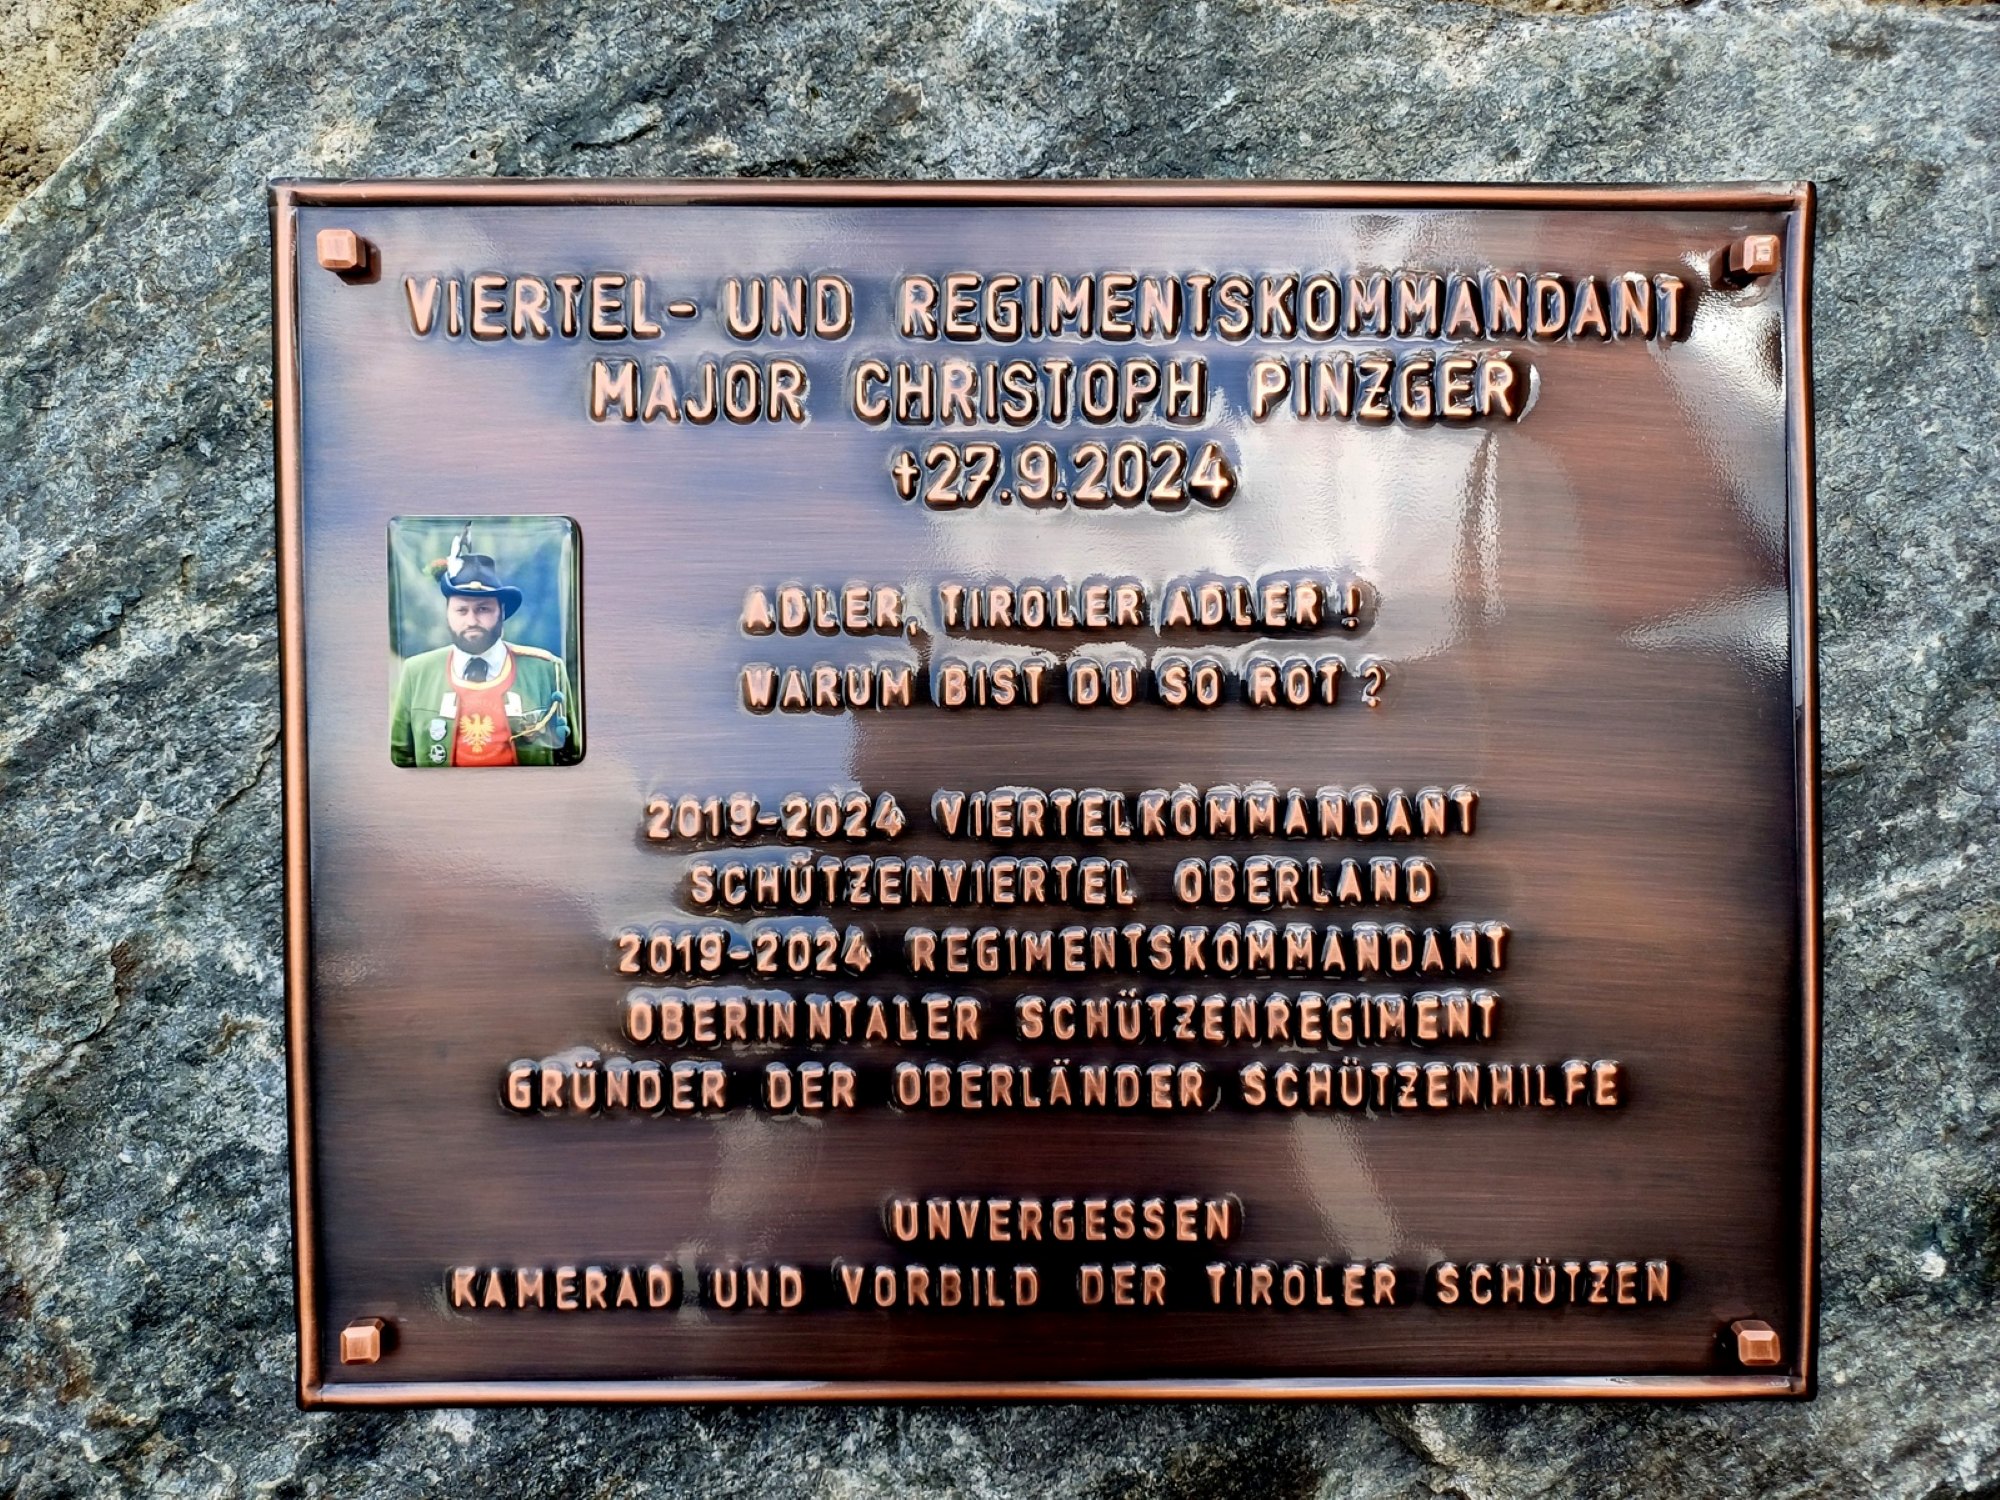 VIERTEL- UND REGIMENTSKOMMANDANT
MAJOR CHRISTOPH PINZGER
✝27.9.2024
ADLER, TIROLER ADLER !
WARUM BIST DU SO ROT ?
2019-2024 VIERTELKOMMANDANT
SCHÜTZENVIERTEL OBERLAND
2019-2024 REGIMENTSKOMMANDANT
OBERINNTALER SCHÜTZENREGIMENT
GRÜNDER DER OBERLÄNDER SCHÜTZENHILFE
UNVERGESSEN
KAMERAD UND VORBILD DER TIROLER SCHÜTZEN